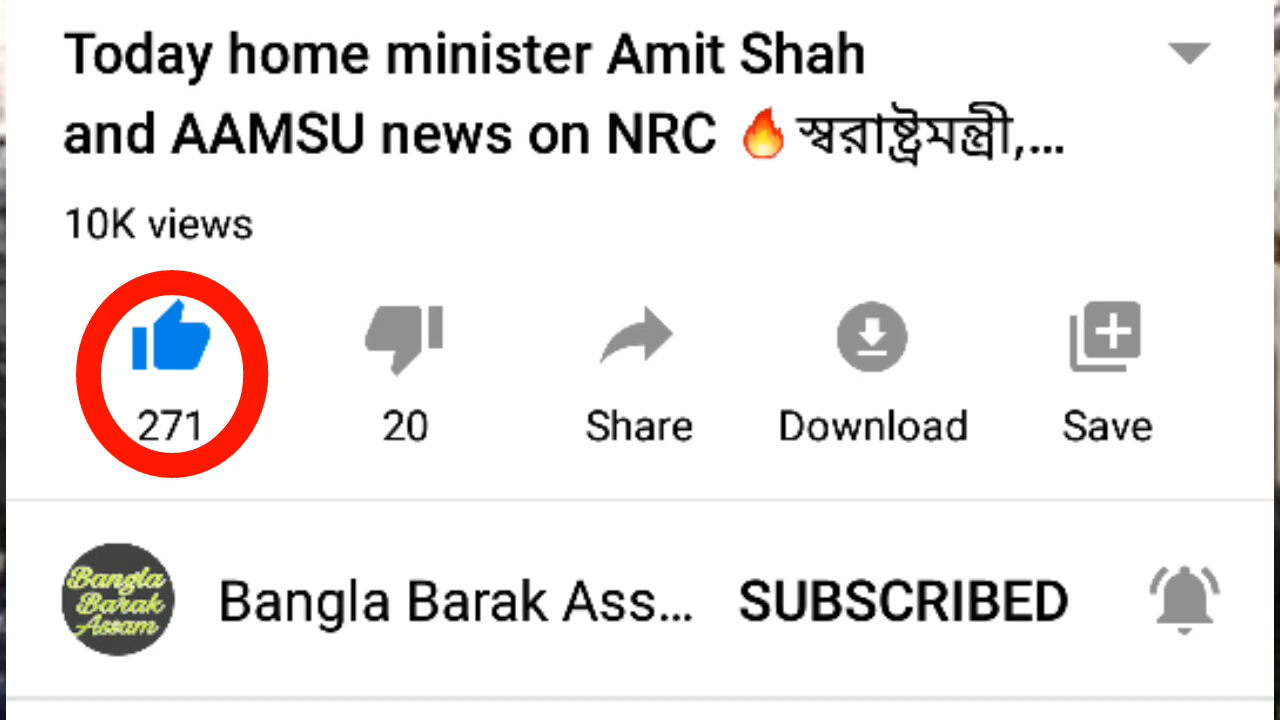 Today home minister Amit Shah
and AAMSU news on NRC 🔥স্বরাষ্ট্রমন্ত্রী,...
10K views
271
20
Share
Download
Save
Bangla
Barak
Assam
Bangla Barak Ass...
SUBSCRIBED